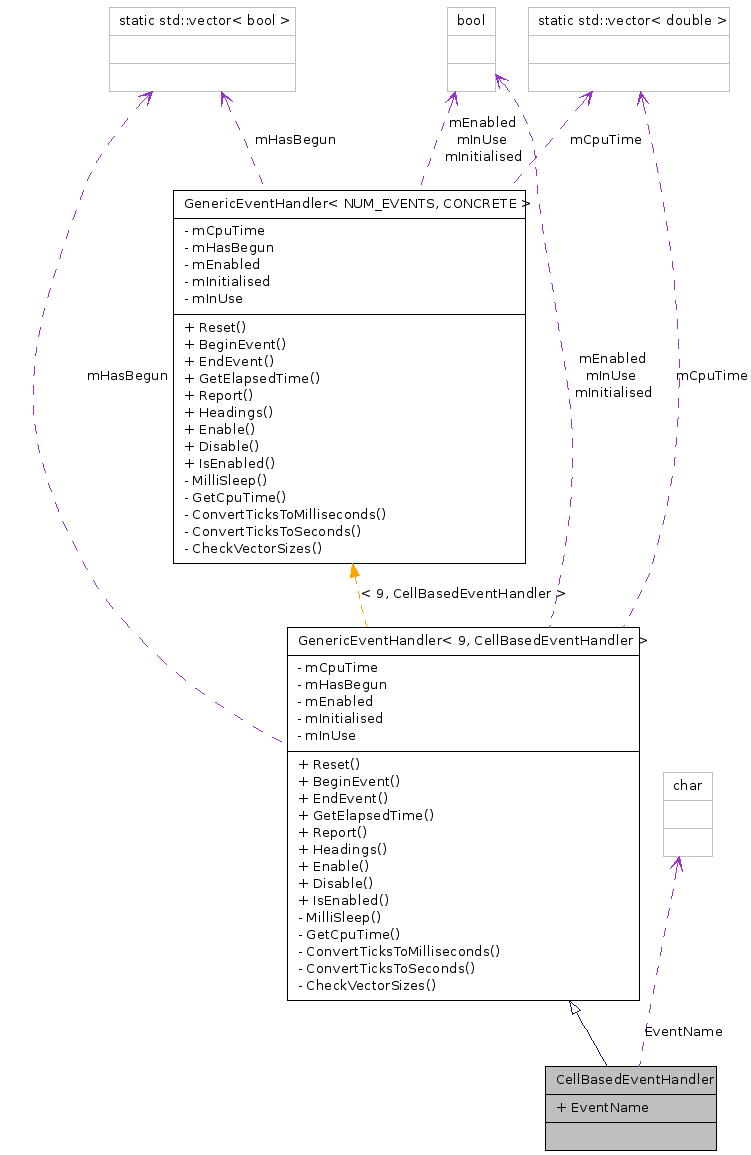 static std::vector< bool >
bool
static std::vector< double >
mHasBegun
mEnabled
mInUse
mInitialised
mCpuTime
GenericEventHandler< NUM_EVENTS, CONCRETE >
- mCpuTime
- mHasBegun
- mEnabled
- mInitialised
- mInUse
+ Reset()
+ BeginEvent()
+ EndEvent()
+ GetElapsedTime()
+ Report()
+ Headings()
+ Enable()
+ Disable()
+ IsEnabled()
- MilliSleep()
- GetCpuTime()
- ConvertTicksToMilliseconds()
- ConvertTicksToSeconds()
- CheckVectorSizes()
mHasBegun
mEnabled
mInUse
mInitialised
mCpuTime
< 9, CellBasedEventHandler >
GenericEventHandler< 9, CellBasedEventHandler >
- mCpuTime
- mHasBegun
- mEnabled
- mInitialised
- mInUse
+ Reset()
+ BeginEvent()
+ EndEvent()
+ GetElapsedTime()
+ Report()
+ Headings()
+ Enable()
+ Disable()
+ IsEnabled()
- MilliSleep()
- GetCpuTime()
- ConvertTicksToMilliseconds()
- ConvertTicksToSeconds()
- CheckVectorSizes()
char
EventName
CellBasedEventHandler
+ EventName